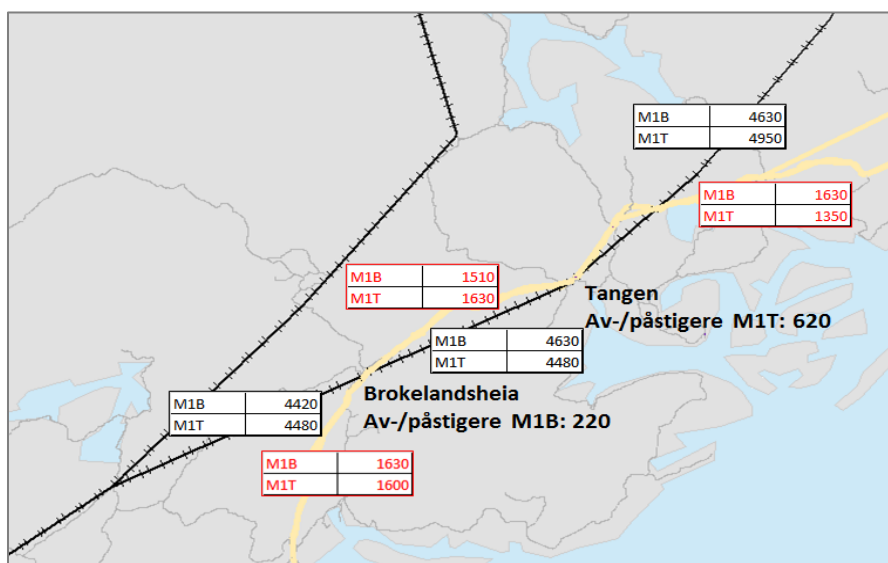 M1B 4630
M1T 4950
M1B 1630
M1T 1350
M1B 1510
M1T 1630
Tangen
Av-/påstigere M1T: 620
M1B 4630
M1T 4480
Brokelandsheia
Av-/påstigere M1B: 220
M1B 4420
M1T 4480
M1B 1630
M1T 1600